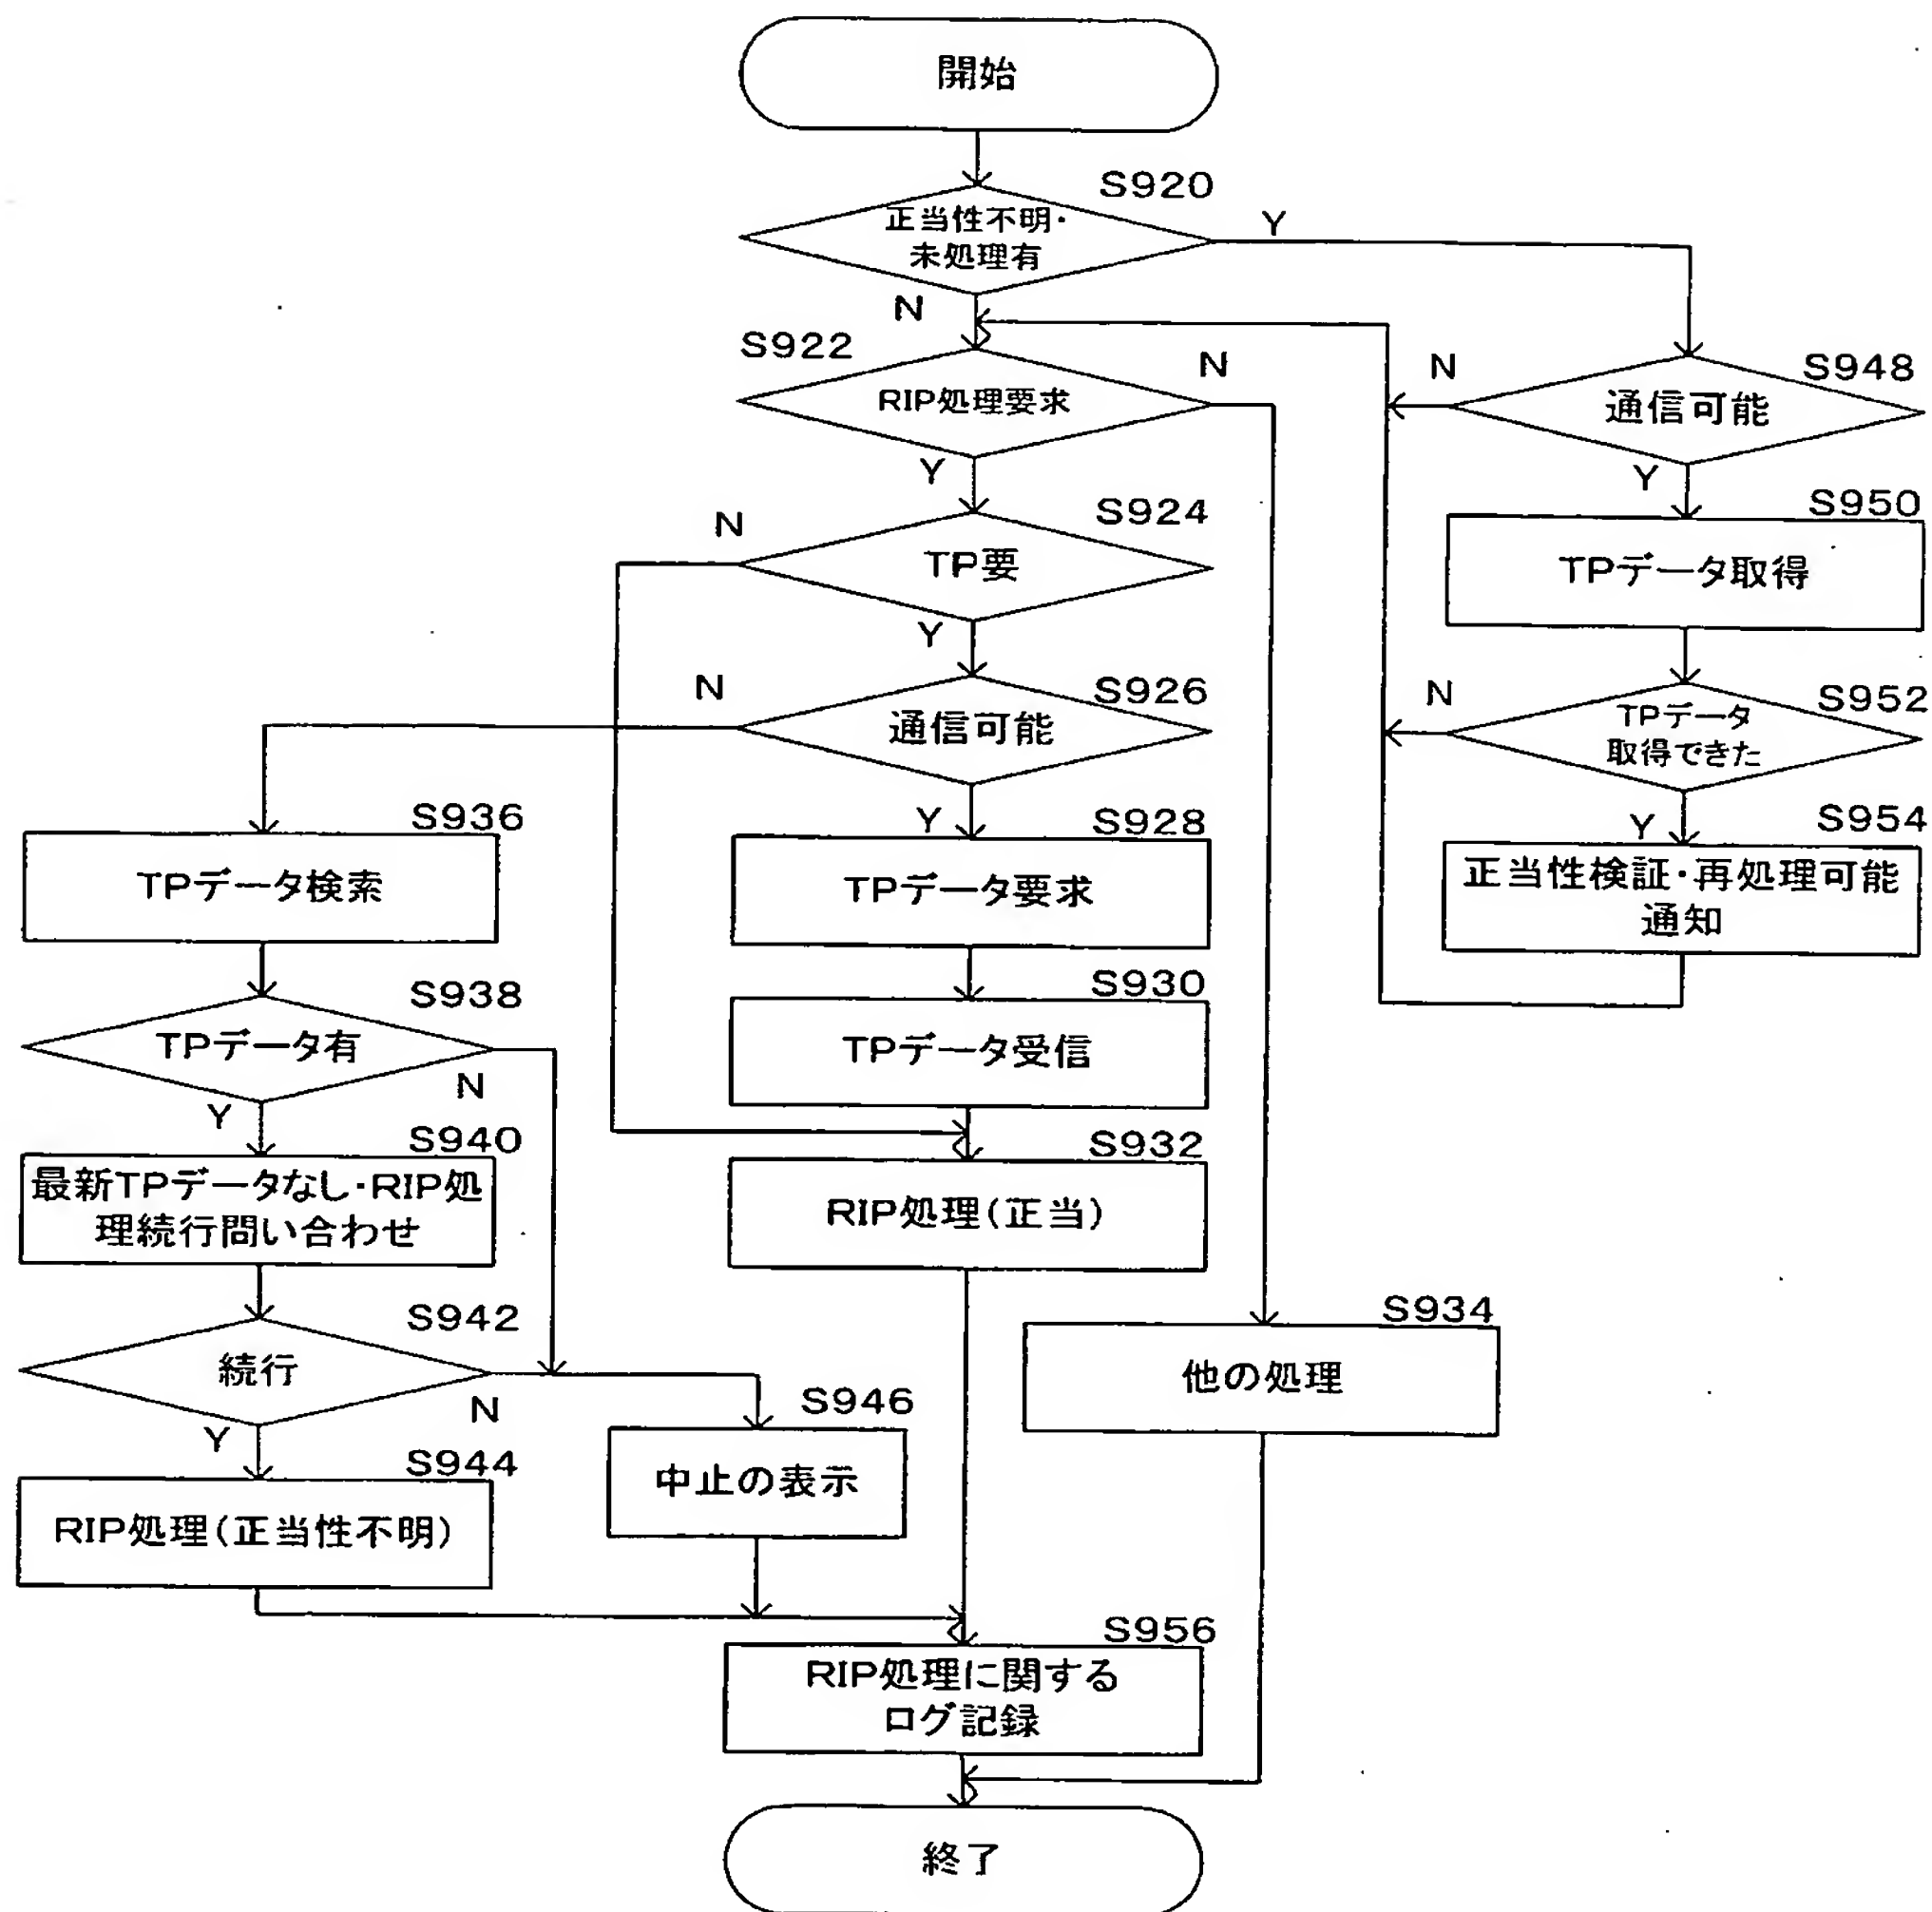 開始
S920
正当性不明・
未処理有
Y
N
S922
RIP処理要求
N
Y
S948
通信可能
N
Y
S924
TP要
N
Y
S950
TPデータ取得
S926
通信可能
N
Y
S952
TPデータ
取得できた
N
Y
S936
TPデータ検索
S928
TPデータ要求
S954
正当性検証・再処理可能
通知
S938
TPデータ有
N
Y
S930
TPデータ受信
S940
最新TPデータなし・RIP処
理続行問い合わせ
S932
RIP処理（正当）
S942
続行
N
Y
S934
他の処理
S946
中止の表示
S944
RIP処理（正当性不明）
S956
RIP処理に関する
ログ記録
終了